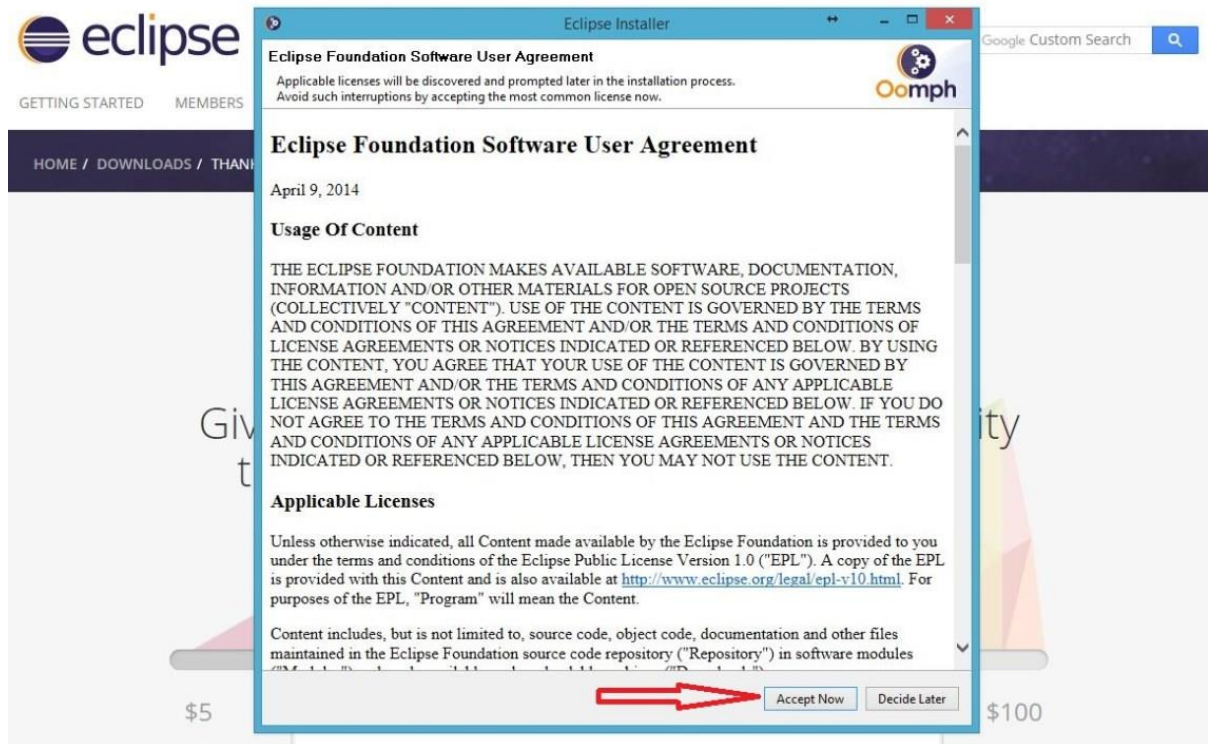 eclipse
Google Custom Search
GETTING STARTED MEMBERS
HOME / DOWNLOADS / THAN
Eclipse Installer
Eclipse Foundation Software User Agreement
Applicable licenses will be discovered and prompted later in the installation process.
Avoid such interruptions by accepting the most common license now.
Oomph
Eclipse Foundation Software User Agreement
April 9, 2014
Usage Of Content
THE ECLIPSE FOUNDATION MAKES AVAILABLE SOFTWARE, DOCUMENTATION,
INFORMATION AND/OR OTHER MATERIALS FOR OPEN SOURCE PROJECTS
(COLLECTIVELY "CONTENT"). USE OF THE CONTENT IS GOVERNED BY THE TERMS
AND CONDITIONS OF THIS AGREEMENT AND/OR THE TERMS AND CONDITIONS OF
LICENSE AGREEMENTS OR NOTICES INDICATED OR REFERENCED BELOW. BY USING
THE CONTENT, YOU AGREE THAT YOUR USE OF THE CONTENT IS GOVERNED BY
THIS AGREEMENT AND/OR THE TERMS AND CONDITIONS OF ANY APPLICABLE
LICENSE AGREEMENTS OR NOTICES INDICATED OR REFERENCED BELOW. IF YOU DO
NOT AGREE TO THE TERMS AND CONDITIONS OF THIS AGREEMENT AND THE TERMS
AND CONDITIONS OF ANY APPLICABLE LICENSE AGREEMENTS OR NOTICES
INDICATED OR REFERENCED BELOW, THEN YOU MAY NOT USE THE CONTENT.
Applicable Licenses
Unless otherwise indicated, all Content made available by the Eclipse Foundation is provided to you
under the terms and conditions of the Eclipse Public License Version 1.0 ("EPL"). A copy of the EPL
is provided with this Content and is also available at http://www.eclipse.org/legal/epl-v10.html. For
purposes of the EPL, "Program" will mean the Content.
Content includes, but is not limited to, source code, object code, documentation and other files
maintained in the Eclipse Foundation source code repository ("Repository") in software modules
Giv
ity
t
Accept Now Decide Later
$5
$100